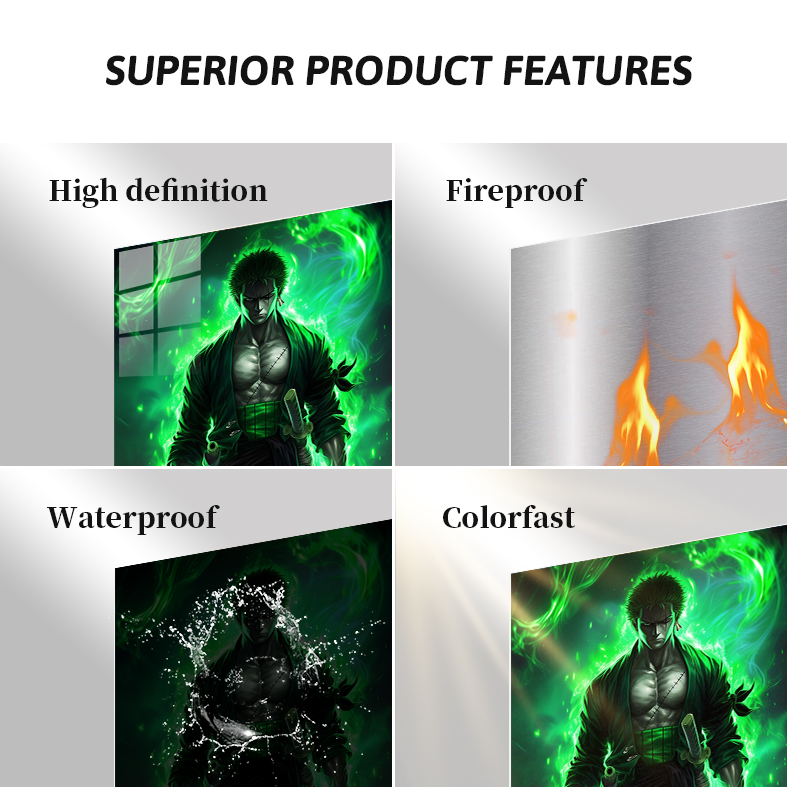 SUPERIOR PRODUCT FEATURES
High definition
Fireproof
Waterproof
Colorfast